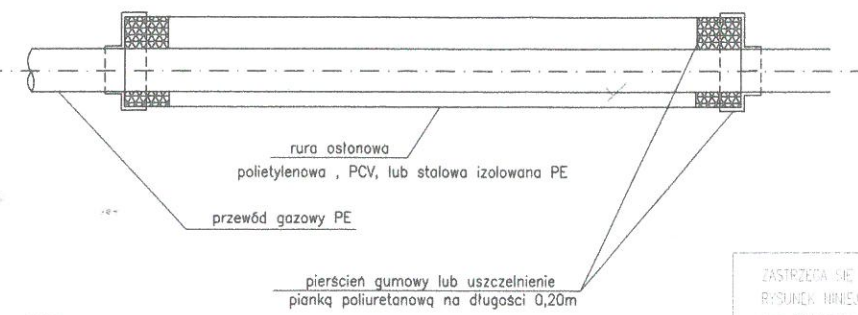 rura osłonowa
polietylenowa , PCV, lub stalowa izolowana PE
przewód gazowy PE
pierścień gumowy lub uszczelnienie
pianką poliuretanową na długości 0,20m
ZASTRZEGA SIĘ
RYSUNEK